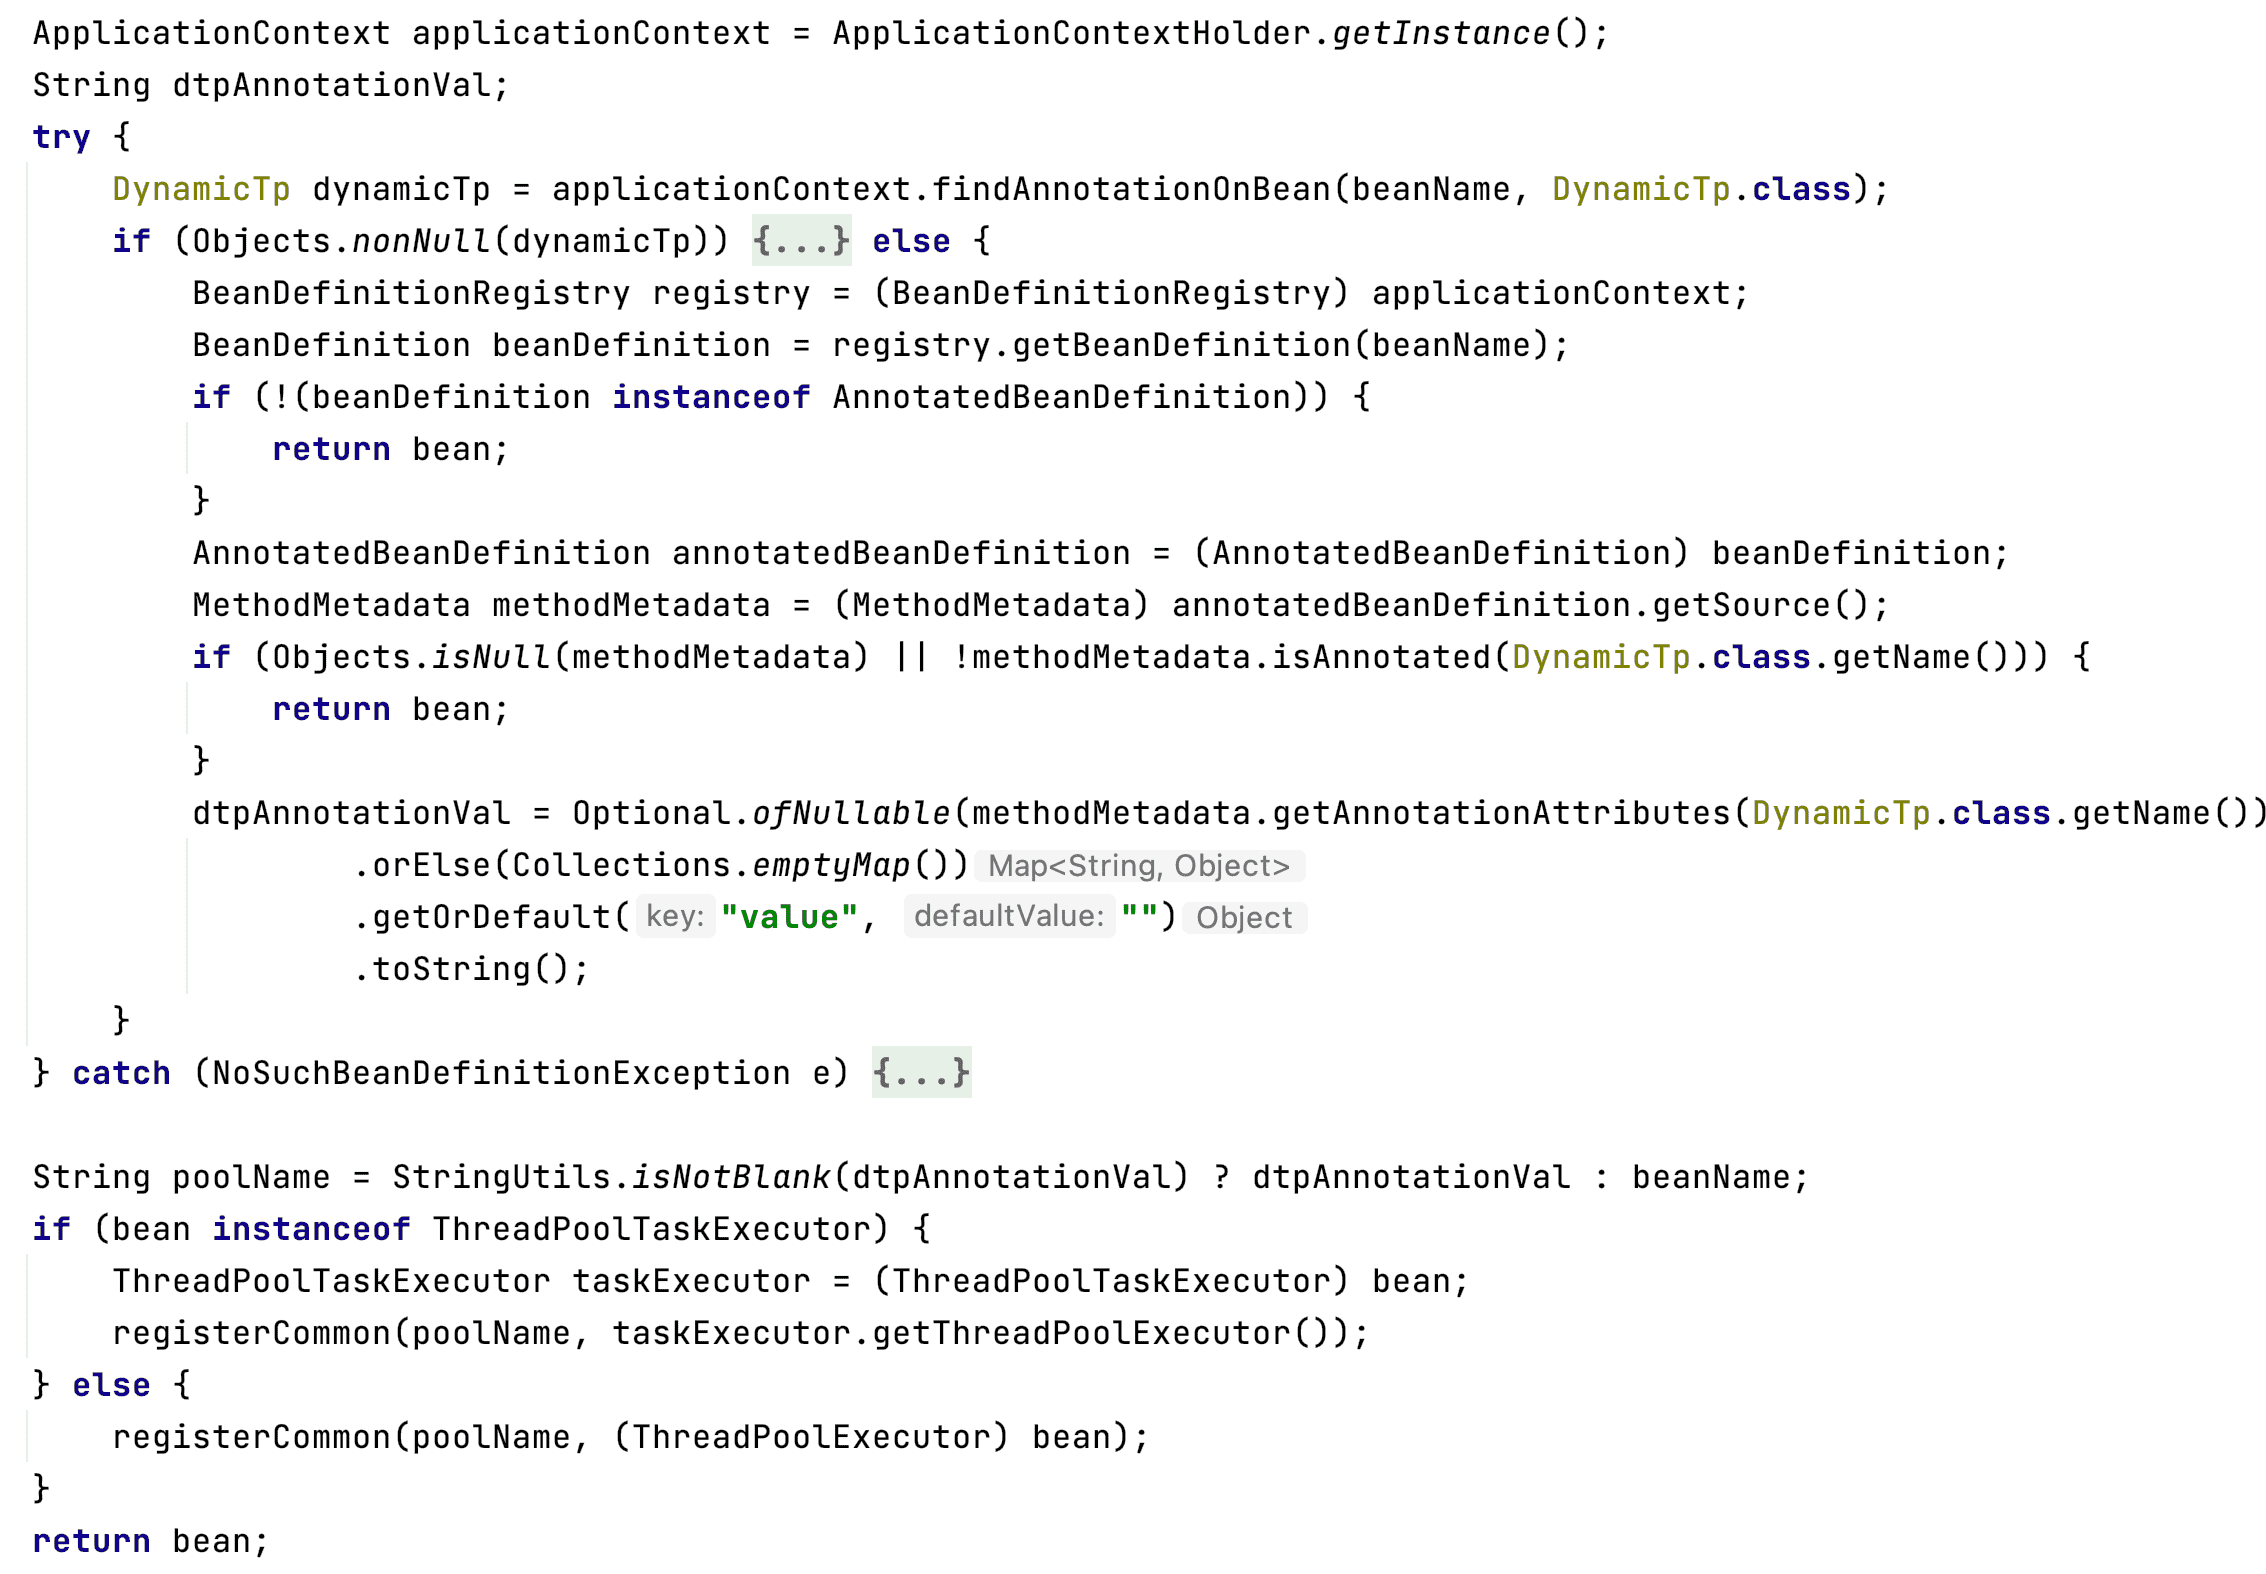 ApplicationContext applicationContext = ApplicationContextHolder.getInstance();
String dtpAnnotationVal;
try {
    DynamicTp dynamicTp = applicationContext.findAnnotationOnBean(beanName, DynamicTp.class);
    if (Objects.nonNull(dynamicTp)) {...} else {
        BeanDefinitionRegistry registry = (BeanDefinitionRegistry) applicationContext;
        BeanDefinition beanDefinition = registry.getBeanDefinition(beanName);
        if (!(beanDefinition instanceof AnnotatedBeanDefinition)) {
            return bean;
        }
        AnnotatedBeanDefinition annotatedBeanDefinition = (AnnotatedBeanDefinition) beanDefinition;
        MethodMetadata methodMetadata = (MethodMetadata) annotatedBeanDefinition.getSource();
        if (Objects.isNull(methodMetadata) || !methodMetadata.isAnnotated(DynamicTp.class.getName())) {
            return bean;
        }
        dtpAnnotationVal = Optional.ofNullable(methodMetadata.getAnnotationAttributes(DynamicTp.class.getName())
                .orElse(Collections.emptyMap()) Map<String, Object>
                .getOrDefault( key: "value", defaultValue: "") Object
                .toString();
    }
} catch (NoSuchBeanDefinitionException e) {...}
String poolName = StringUtils.isNotBlank(dtpAnnotationVal) ? dtpAnnotationVal : beanName;
if (bean instanceof ThreadPoolTaskExecutor) {
    ThreadPoolTaskExecutor taskExecutor = (ThreadPoolTaskExecutor) bean;
    registerCommon(poolName, taskExecutor.getThreadPoolExecutor());
} else {
    registerCommon(poolName, (ThreadPoolExecutor) bean);
}
return bean;